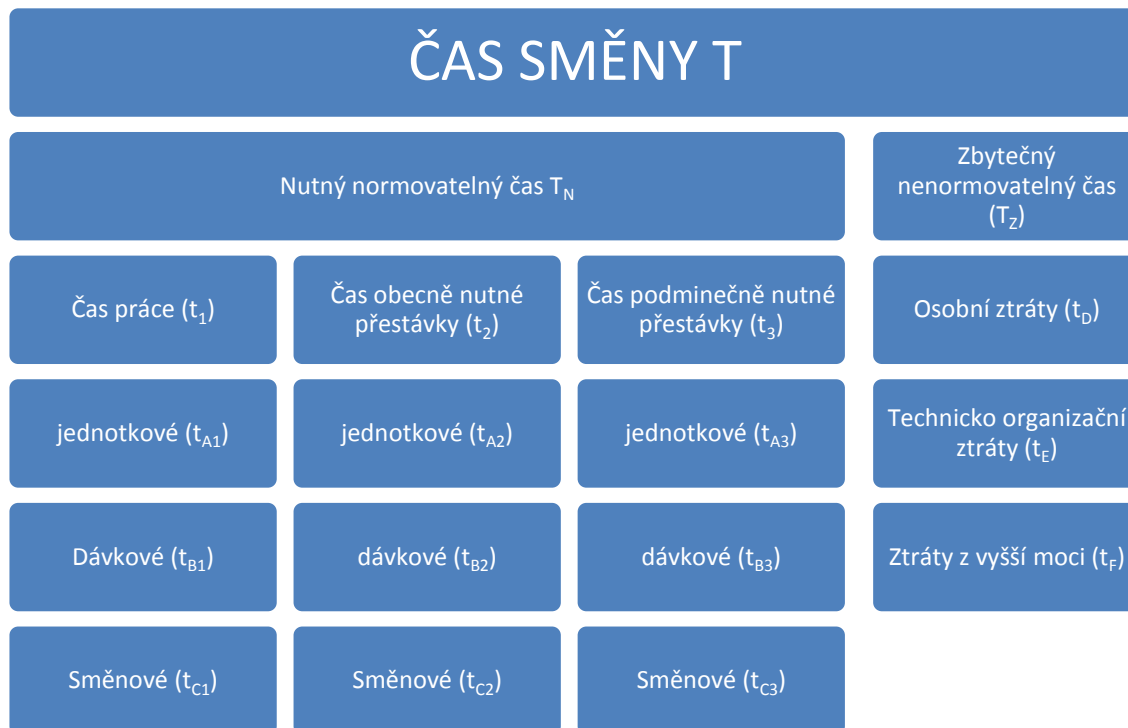 ČAS SMĚNY T
Nutný normovatelný čas T_N
Zbytečný
nenormovatelný čas
(T_Z)
Čas práce (t_1)
Čas obecně nutné
přestávky (t_2)
Čas podminečně nutné
přestávky (t_3)
Osobní ztráty (t_D)
jednotkové (t_A1)
jednotkové (t_A2)
jednotkové (t_A3)
Technicko organizační
ztráty (t_E)
Dávkové (t_B1)
dávkové (t_B2)
dávkové (t_B3)
Ztráty z vyšší moci (t_F)
Směnové (t_C1)
Směnové (t_C2)
Směnové (t_C3)